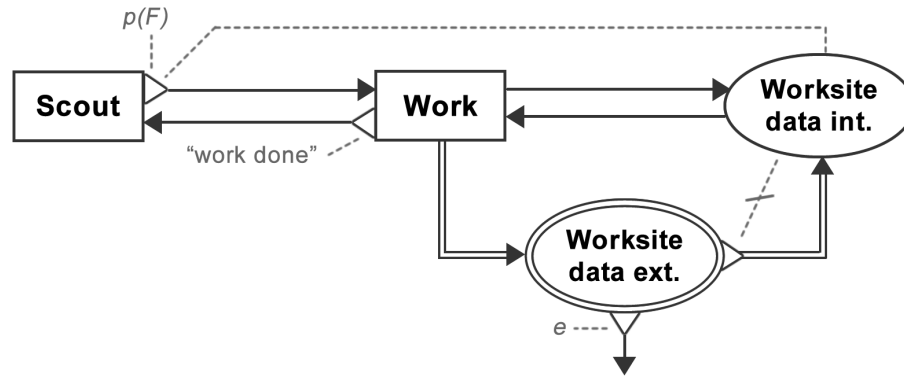 p(F)
Scout
Work
Worksite
data int.
“work done”
Worksite
data ext.
e